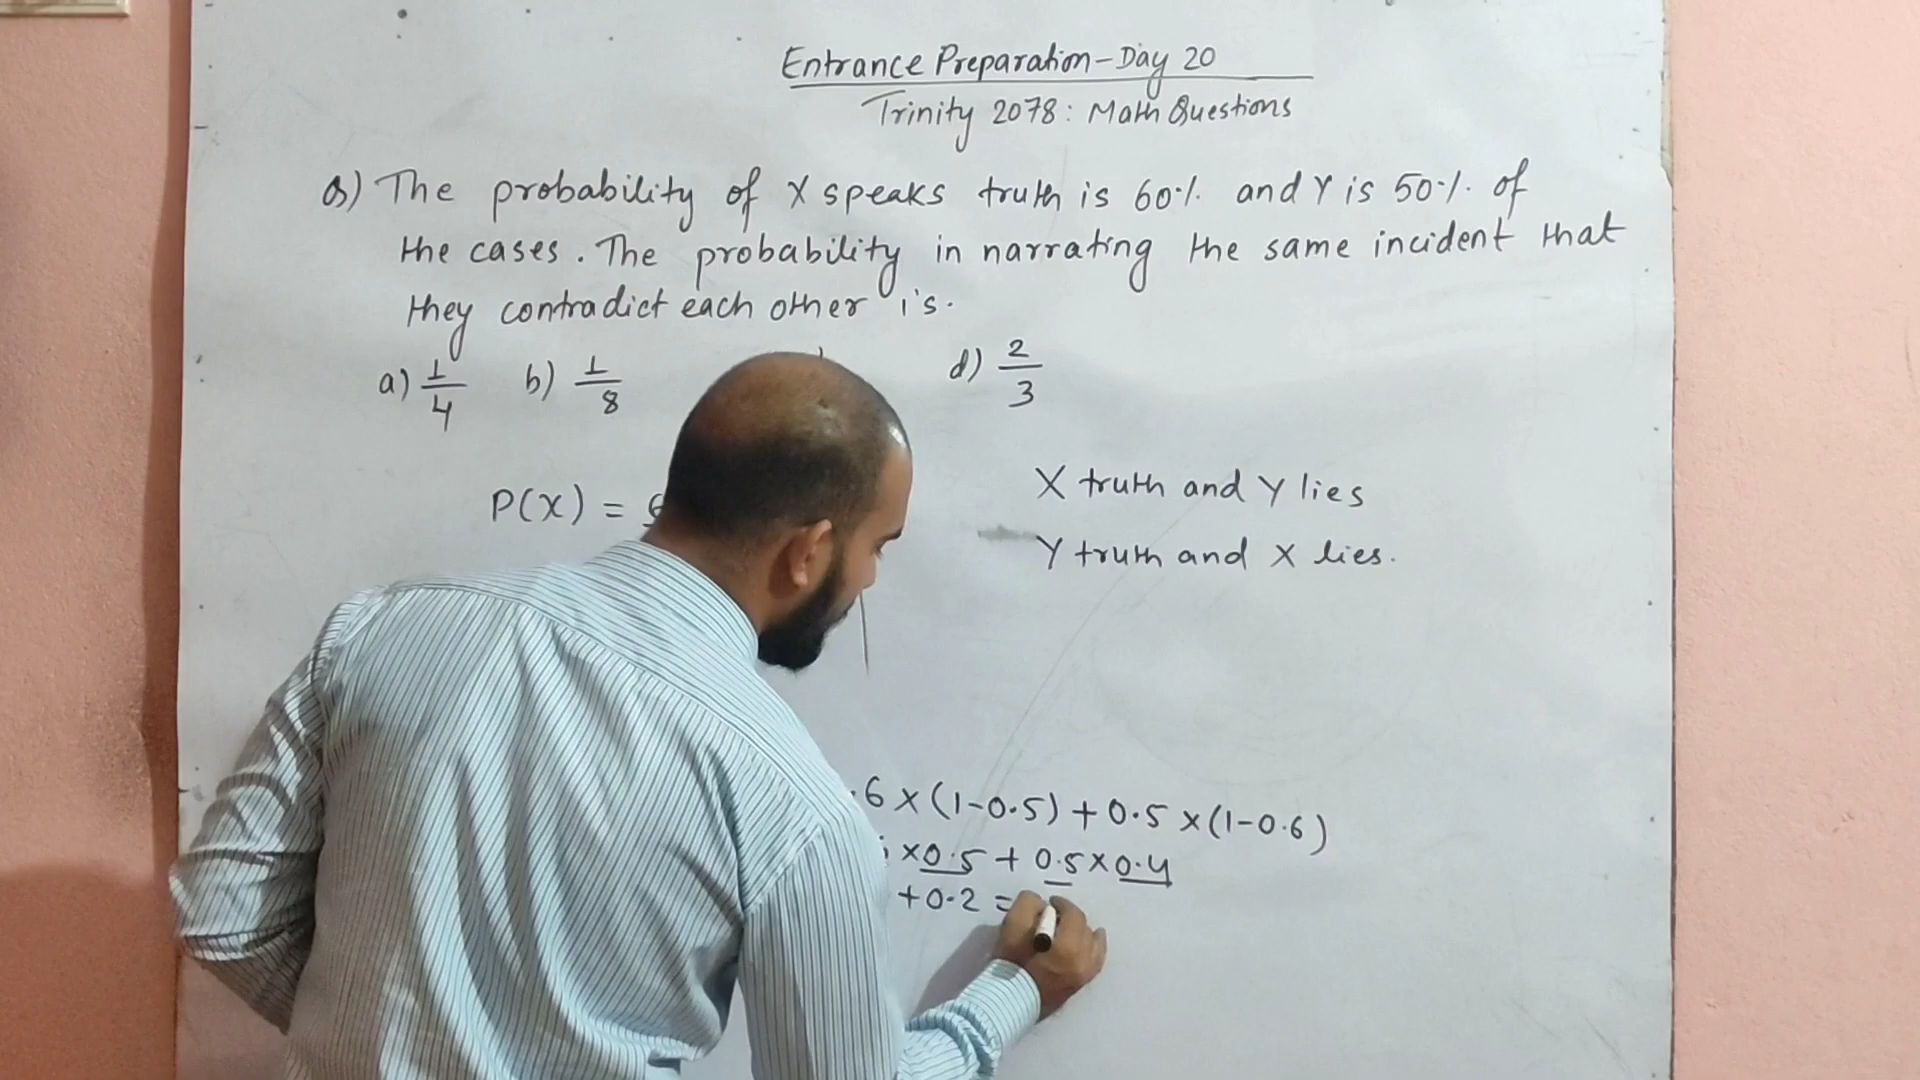 Entrance Preparation-Day 20
Trinity 2078: Math Questions
Q) The probability of X speaks truth is 60% and Y is 50% of
the cases. The probability in narrating the same incident that
they contradict each other is.
a) 1/4 b) 1/8 d) 2/3
P(X) =
X truth and Y lies
Y truth and X lies.
.6 × (1-0.5) + 0.5 × (1-0.6)
×0.5 + 0.5×0.4
+0.2 =